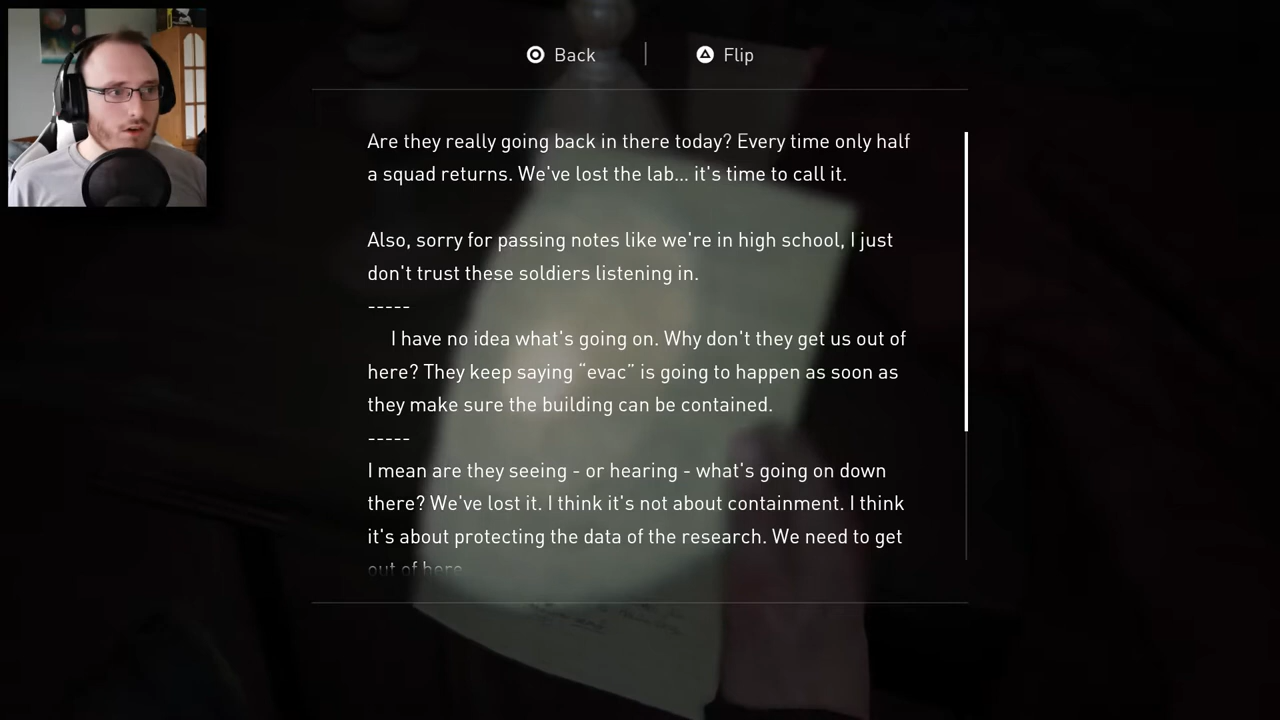 Back
Flip
Are they really going back in there today? Every time only half
a squad returns. We've lost the lab... it's time to call it.
Also, sorry for passing notes like we're in high school, I just
don't trust these soldiers listening in.
-----
I have no idea what's going on. Why don't they get us out of
here? They keep saying “evac” is going to happen as soon as
they make sure the building can be contained.
-----
I mean are they seeing - or hearing - what's going on down
there? We've lost it. I think it's not about containment. I think
it's about protecting the data of the research. We need to get
out of here